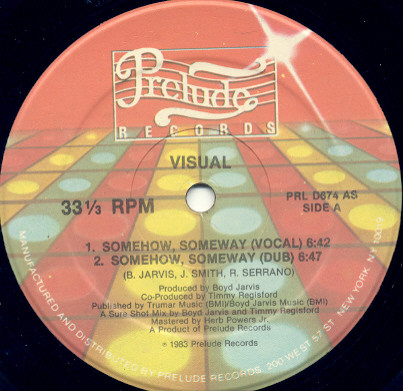 Prelude
RECORDS
VISUAL
33⅓ RPM
PRL D674 AS
SIDE A
1. SOMEHOW, SOMEWAY (VOCAL) 6:42
2. SOMEHOW, SOMEWAY (DUB) 6:47
(B. JARVIS, J. SMITH, R. SERRANO)
Produced by Boyd Jarvis
Co-Produced by Timmy Regisford
Published by Trumar Music (BMI)/Boyd Jarvis Music (BMI)
A Sure Shot Mix by Boyd Jarvis and Timmy Regisford
Mastered by Herb Powers Jr.
A Product of Prelude Records
© 1983 Prelude Records
MANUFACTURED AND DISTRIBUTED BY PRELUDE RECORDS, 200 WEST 57 ST. NEW YORK, N.Y. 10019